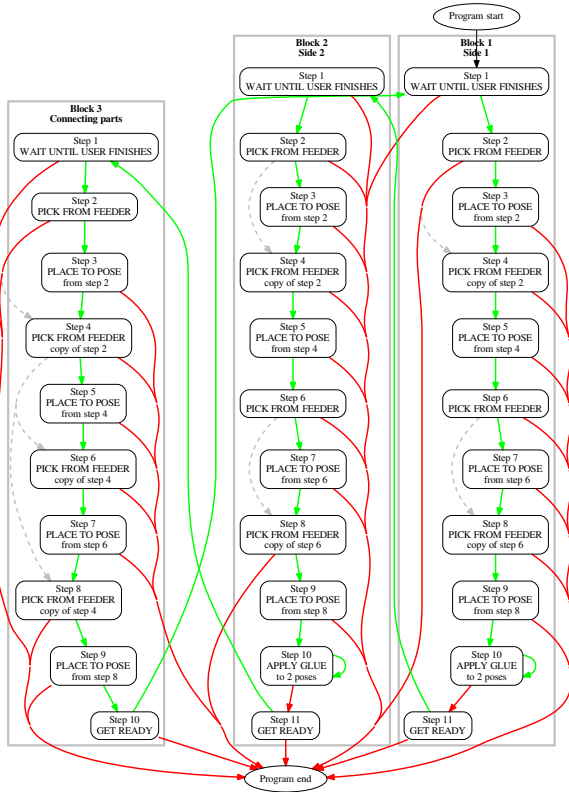 Program start
Block 3
Connecting parts
Step 1
WAIT UNTIL USER FINISHES
Step 2
PICK FROM FEEDER
Step 3
PLACE TO POSE
from step 2
Step 4
PICK FROM FEEDER
copy of step 2
Step 5
PLACE TO POSE
from step 4
Step 6
PICK FROM FEEDER
copy of step 4
Step 7
PLACE TO POSE
from step 6
Step 8
PICK FROM FEEDER
copy of step 4
Step 9
PLACE TO POSE
from step 8
Step 10
GET READY
Block 2
Side 2
Step 1
WAIT UNTIL USER FINISHES
Step 2
PICK FROM FEEDER
Step 3
PLACE TO POSE
from step 2
Step 4
PICK FROM FEEDER
copy of step 2
Step 5
PLACE TO POSE
from step 4
Step 6
PICK FROM FEEDER
Step 7
PLACE TO POSE
from step 6
Step 8
PICK FROM FEEDER
copy of step 6
Step 9
PLACE TO POSE
from step 8
Step 10
APPLY GLUE
to 2 poses
Step 11
GET READY
Block 1
Side 1
Step 1
WAIT UNTIL USER FINISHES
Step 2
PICK FROM FEEDER
Step 3
PLACE TO POSE
from step 2
Step 4
PICK FROM FEEDER
copy of step 2
Step 5
PLACE TO POSE
from step 4
Step 6
PICK FROM FEEDER
Step 7
PLACE TO POSE
from step 6
Step 8
PICK FROM FEEDER
copy of step 6
Step 9
PLACE TO POSE
from step 8
Step 10
APPLY GLUE
to 2 poses
Step 11
GET READY
Program end